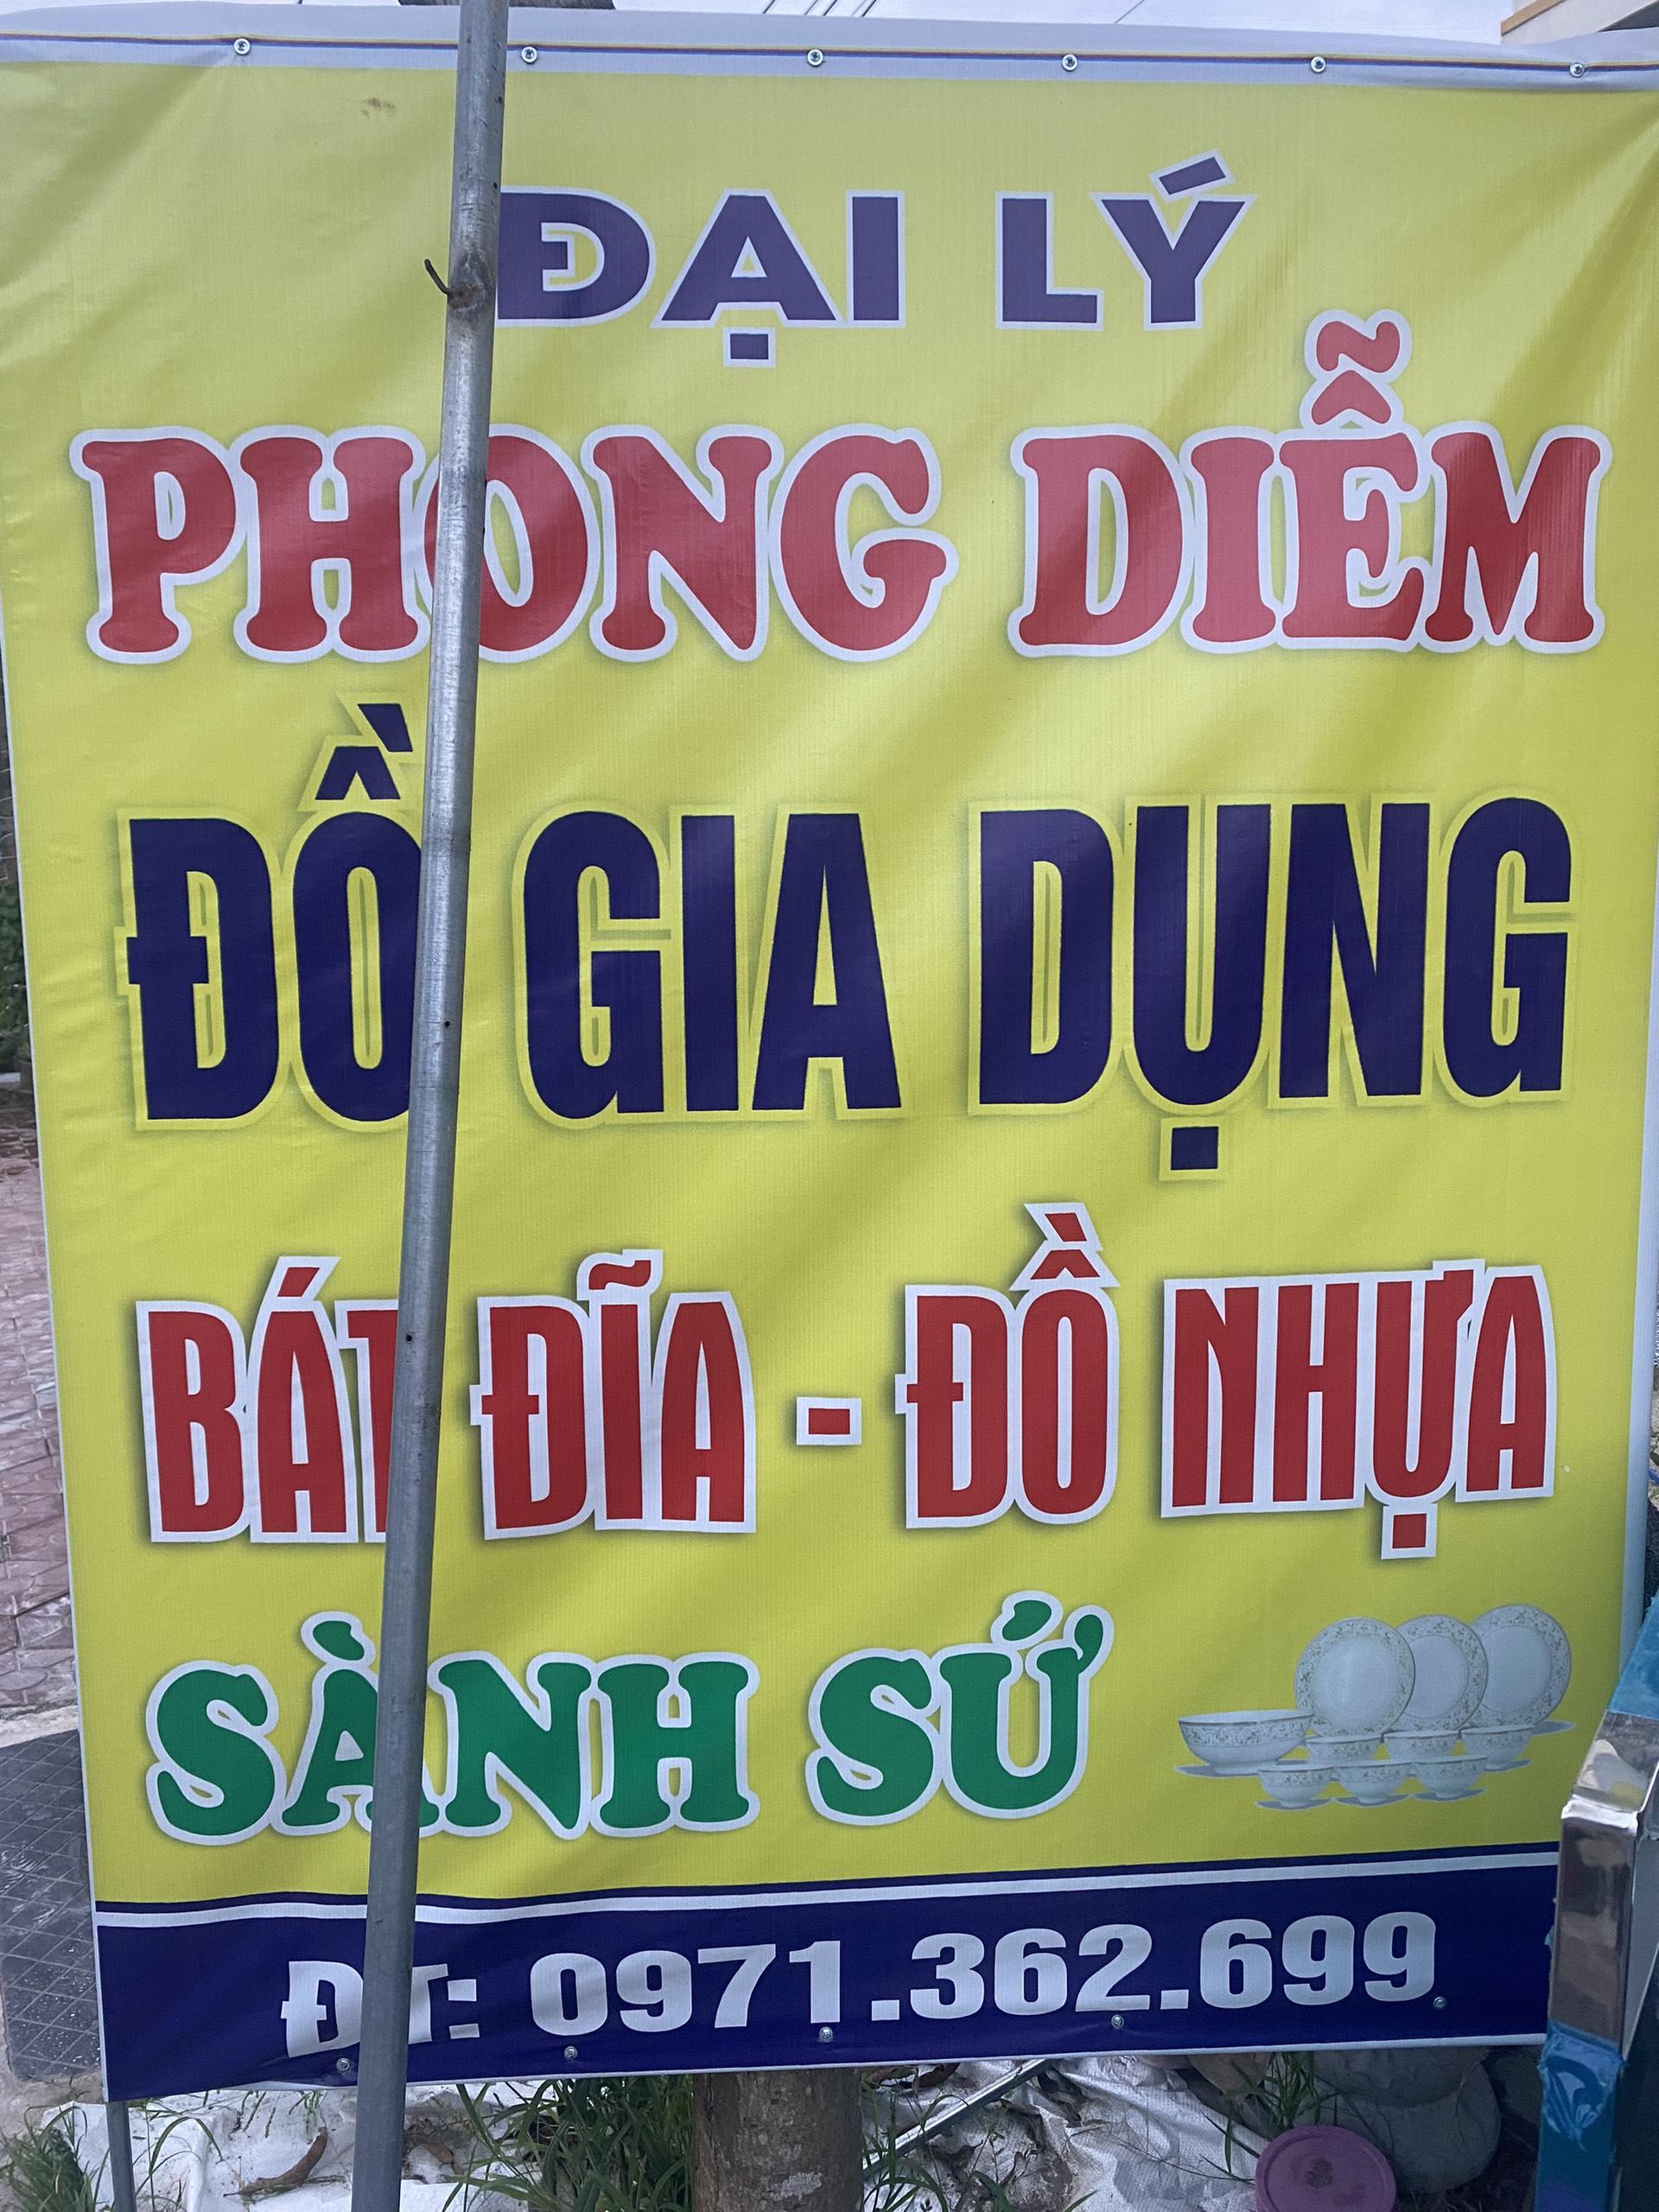 ĐẠI LÝ
PHONG DIỄM
ĐỒ GIA DỤNG
BÁT ĐĨA - ĐỒ NHỰA
SÀNH SỨ
ĐT: 0971.362.699